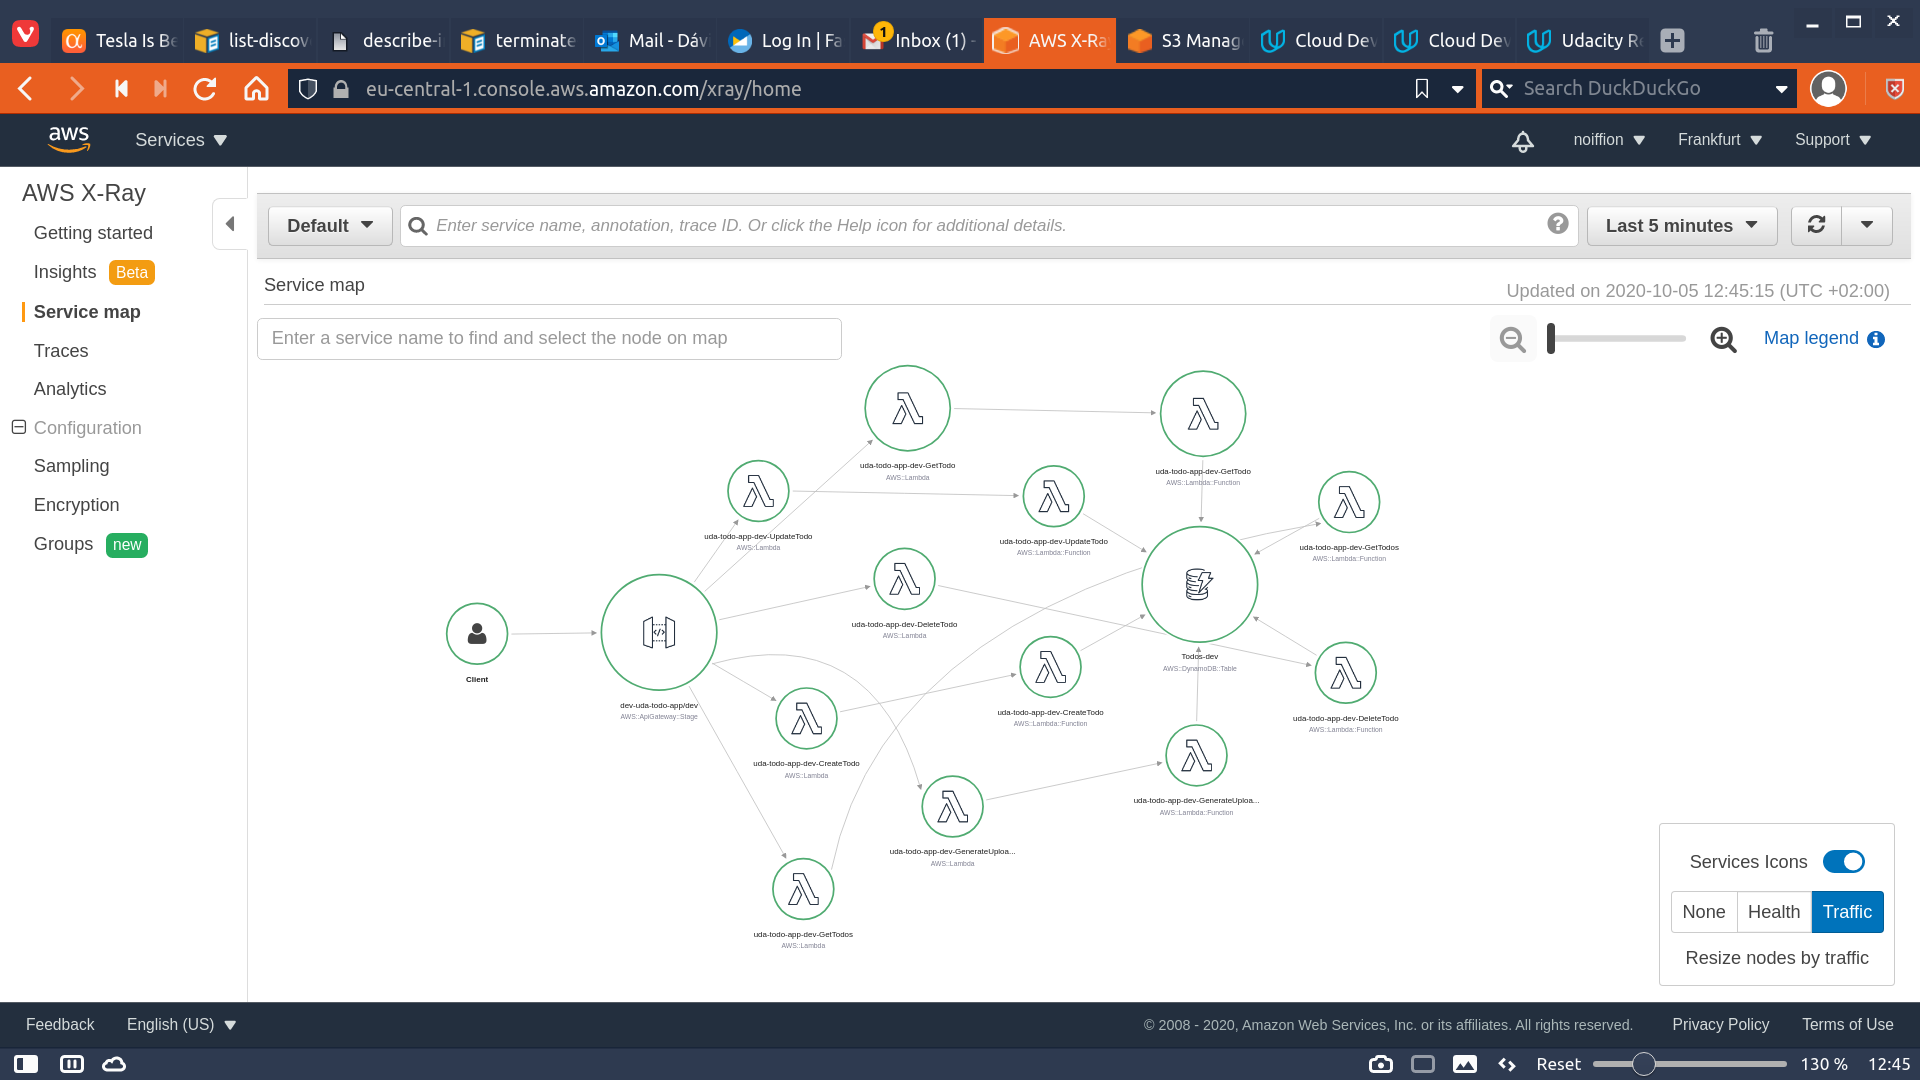 Tesla Is Be
list-discov
describe-i
terminate
Mail - Dávi
Log In | Fa
1
Inbox (1) -
AWS X-Ra
S3 Manag
Cloud Dev
Cloud Dev
Udacity Re
eu-central-1.console.aws.amazon.com/xray/home
Search DuckDuckGo
aws
Services
noiffion
Frankfurt
Support
AWS X-Ray
Getting started
Insights Beta
Service map
Traces
Analytics
Configuration
Sampling
Encryption
Groups new
Default
Enter service name, annotation, trace ID. Or click the Help icon for additional details.
Last 5 minutes
Service map
Updated on 2020-10-05 12:45:15 (UTC +02:00)
Enter a service name to find and select the node on map
Map legend
uda-todo-app-dev-GetTodo
AWS::Lambda
uda-todo-app-dev-GetTodo
AWS::Lambda::Function
uda-todo-app-dev-UpdateTodo
AWS::Lambda
uda-todo-app-dev-UpdateTodo
AWS::Lambda::Function
uda-todo-app-dev-GetTodos
AWS::Lambda::Function
uda-todo-app-dev-DeleteTodo
AWS::Lambda
Todos-dev
AWS::DynamoDB::Table
Client
dev-uda-todo-app/dev
AWS::ApiGateway::Stage
uda-todo-app-dev-CreateTodo
AWS::Lambda::Function
uda-todo-app-dev-DeleteTodo
AWS::Lambda::Function
uda-todo-app-dev-CreateTodo
AWS::Lambda
uda-todo-app-dev-GenerateUploa...
AWS::Lambda::Function
uda-todo-app-dev-GenerateUploa...
AWS::Lambda
uda-todo-app-dev-GetTodos
AWS::Lambda
Services Icons
None
Health
Traffic
Resize nodes by traffic
Feedback
English (US)
© 2008 - 2020, Amazon Web Services, Inc. or its affiliates. All rights reserved.
Privacy Policy
Terms of Use
Reset
130 %
12:45